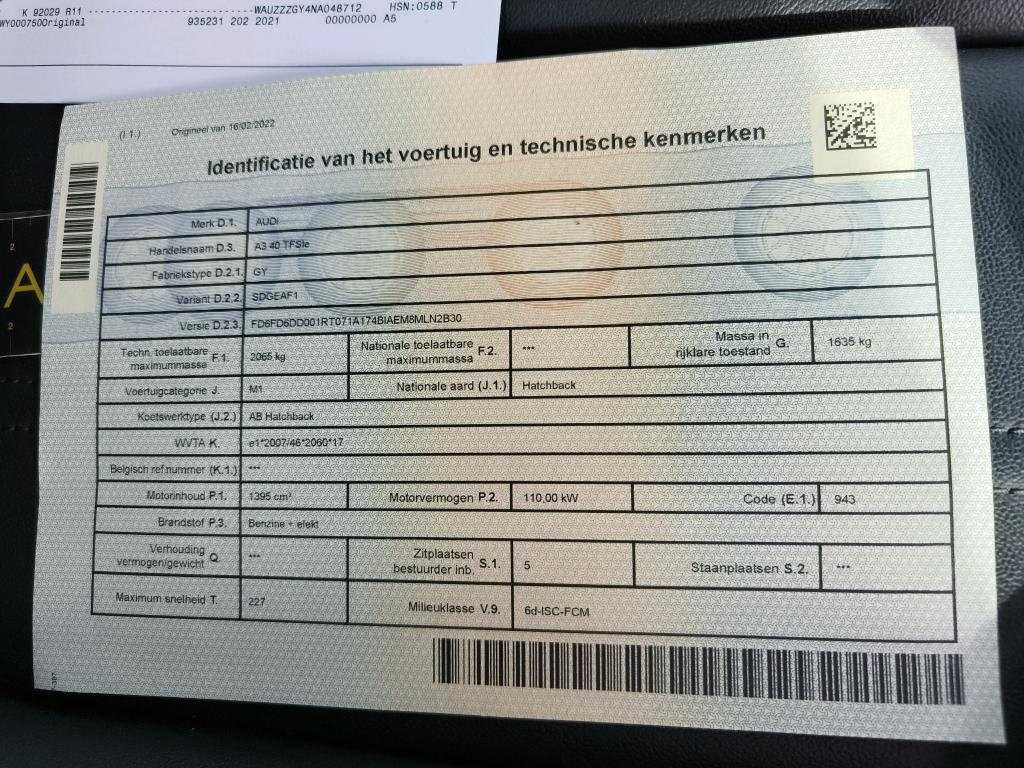 K 92029 R11 WAUZZZGY4NA048712 HSN:0588 T
WY0007500riginal 935231 202 2021 00000000 A5
(I 1.) Origineel van 16/02/2022
Identificatie van het voertuig en technische kenmerken
Merk D.1. AUDI
Handelsnaam D.3. A3 40 TFSIe
Fabriekstype D.2.1. GY
Variant D.2.2. SDGEAF1
Versie D.2.3. FD6FD6DD001RT071A174BIAEM8MLN2B30
Techn. toelaatbare maximummassa F.1. 2065 kg Nationale toelaatbare maximummassa F.2. *** Massa in rijklare toestand G. 1635 kg
Voertuigcategorie J. M1 Nationale aard (J.1.) Hatchback
Koetswerktype (J.2.) AB Hatchback
WVTA K. e1*2007/46*2060*17
Belgisch ref.nummer (K.1.) ***
Motorinhoud P.1. 1395 cm³ Motorvermogen P.2. 110,00 kW Code (E.1.) 943
Brandstof P.3. Benzine + elekt
Verhouding vermogen/gewicht Q. *** Zitplaatsen bestuurder inb. S.1. 5 Staanplaatsen S.2. ***
Maximum snelheid T. 227 Milieuklasse V.9. 6d-ISC-FCM
2
A
2